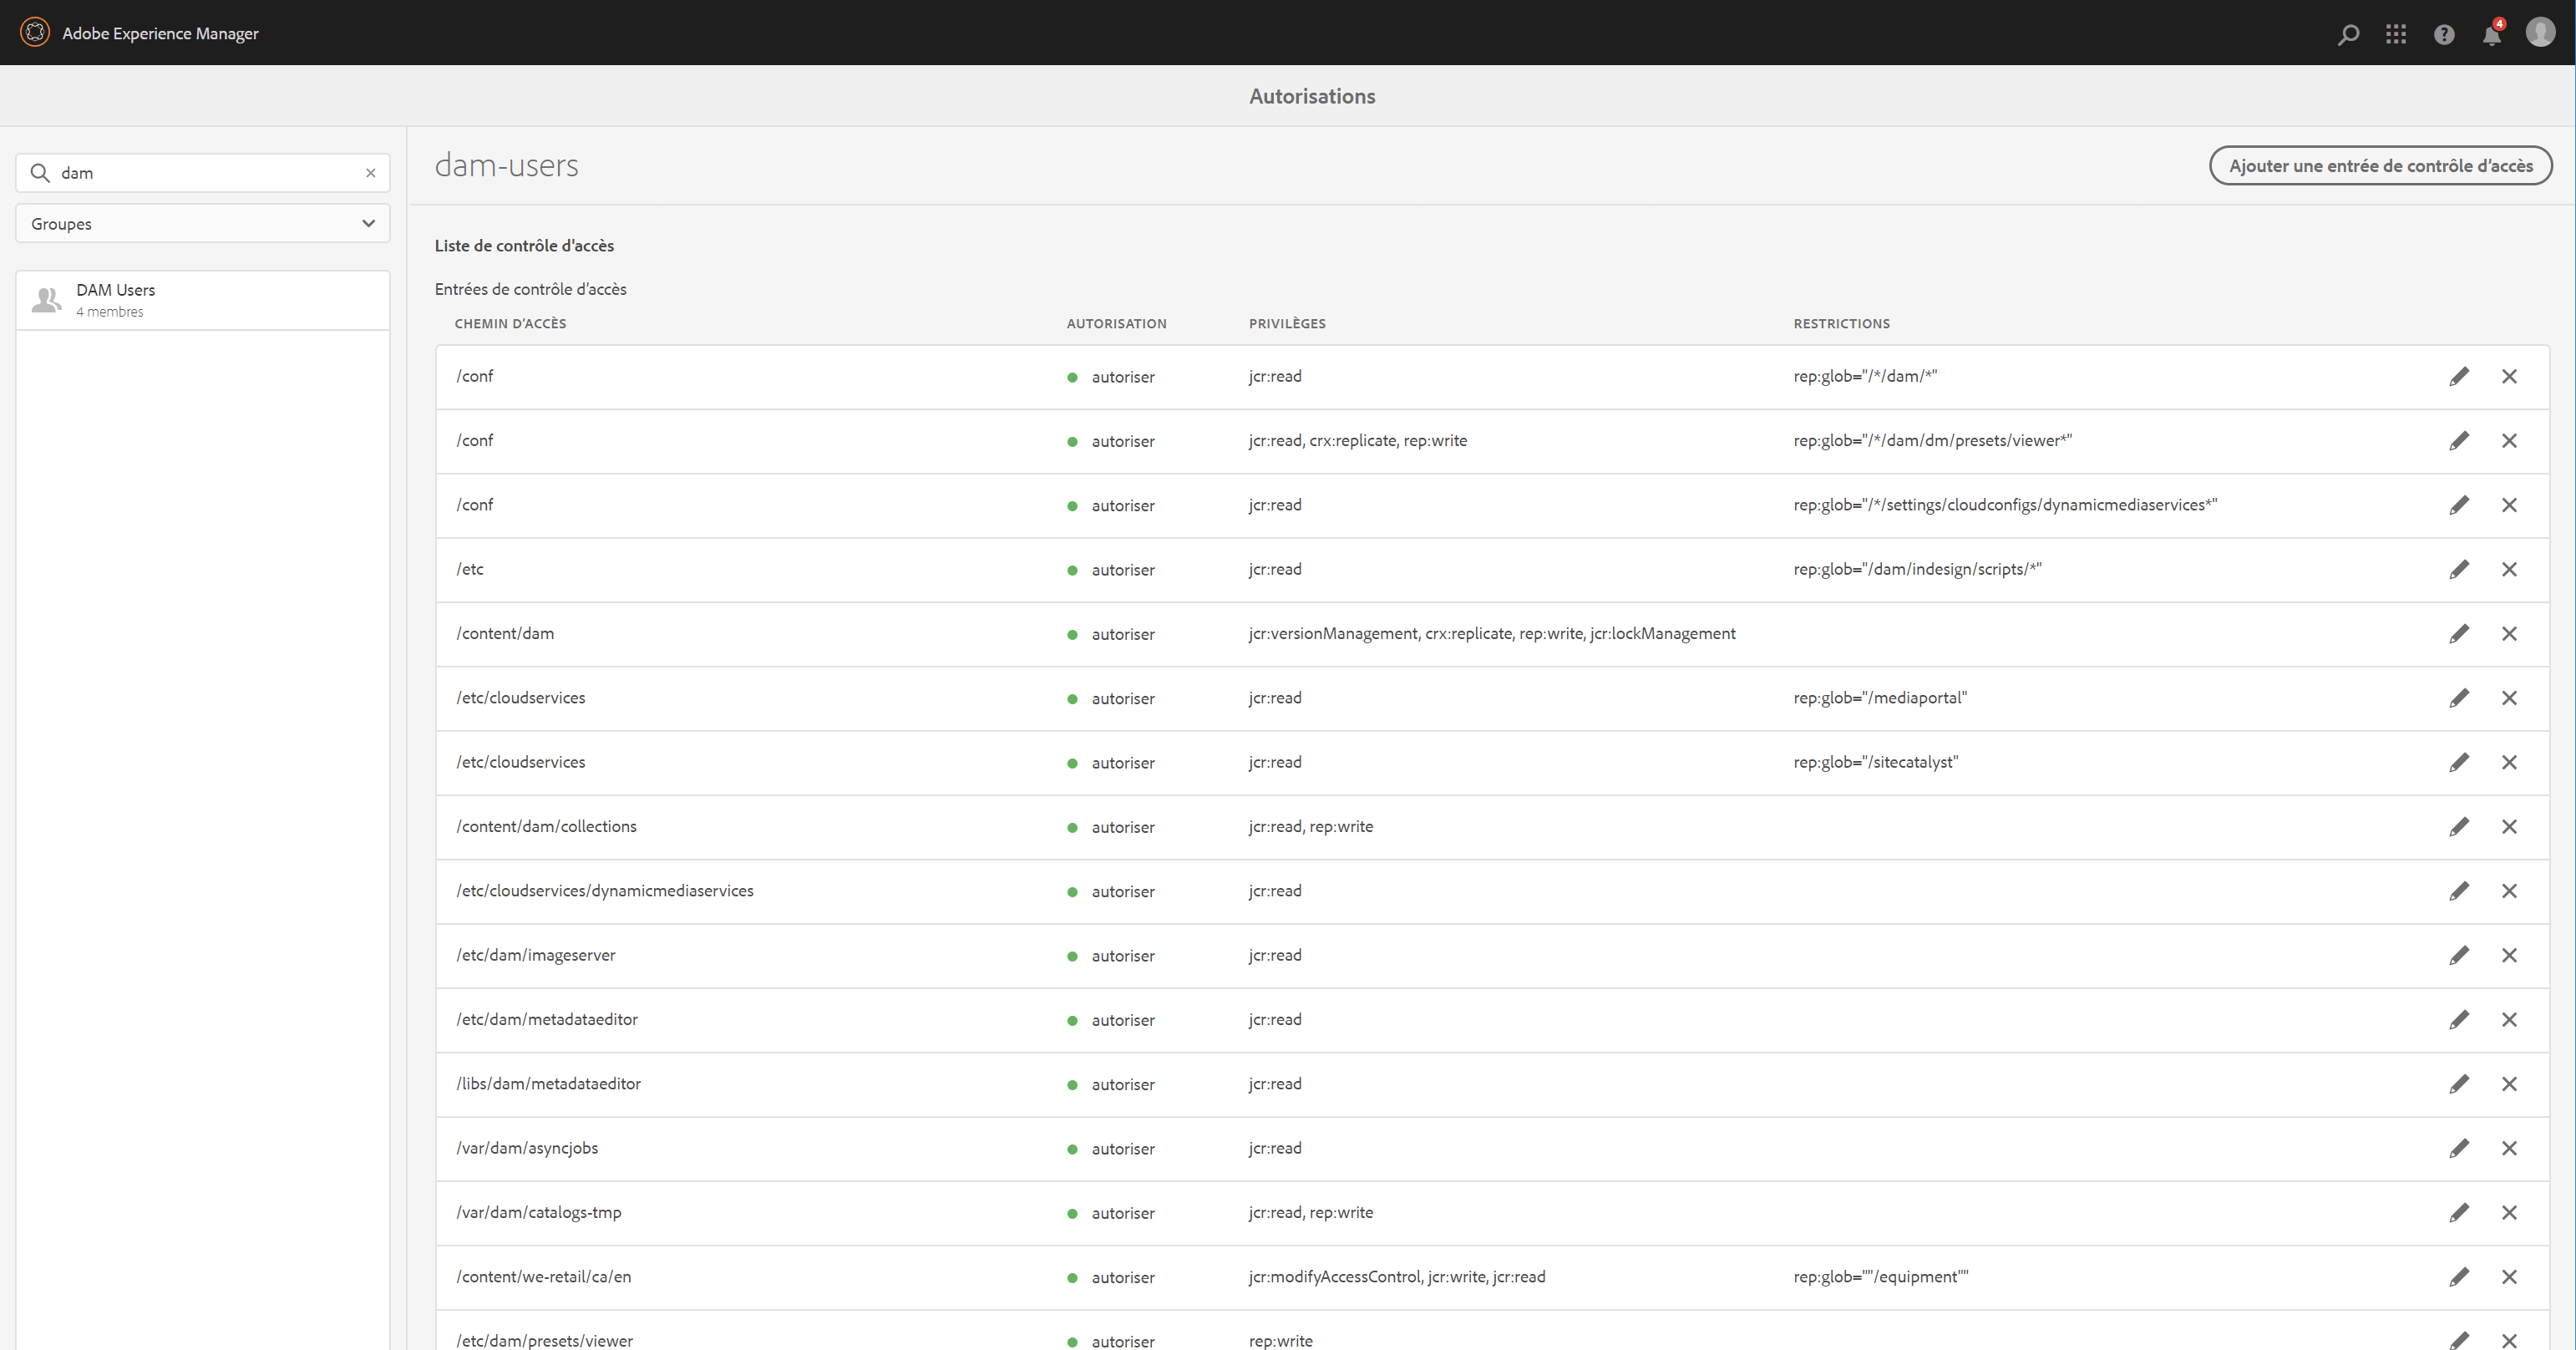 Adobe Experience Manager
4
Autorisations
dam
Groupes
DAM Users
4 membres
dam-users
Ajouter une entrée de contrôle d’accès
Liste de contrôle d’accès
Entrées de contrôle d’accès
CHEMIN D’ACCÈS AUTORISATION PRIVILÈGES RESTRICTIONS
/conf autoriser jcr:read rep:glob="/*/dam/*"
/conf autoriser jcr:read, crx:replicate, rep:write rep:glob="/*/dam/dm/presets/viewer*"
/conf autoriser jcr:read rep:glob="/*/settings/cloudconfigs/dynamicmediaservices*"
/etc autoriser jcr:read rep:glob="/dam/indesign/scripts/*"
/content/dam autoriser jcr:versionManagement, crx:replicate, rep:write, jcr:lockManagement
/etc/cloudservices autoriser jcr:read rep:glob="/mediaportal"
/etc/cloudservices autoriser jcr:read rep:glob="/sitecatalyst"
/content/dam/collections autoriser jcr:read, rep:write
/etc/cloudservices/dynamicmediaservices autoriser jcr:read
/etc/dam/imageserver autoriser jcr:read
/etc/dam/metadataeditor autoriser jcr:read
/libs/dam/metadataeditor autoriser jcr:read
/var/dam/asyncjobs autoriser jcr:read
/var/dam/catalogs-tmp autoriser jcr:read, rep:write
/content/we-retail/ca/en autoriser jcr:modifyAccessControl, jcr:write, jcr:read rep:glob=""/equipment""
/etc/dam/presets/viewer autoriser rep:write